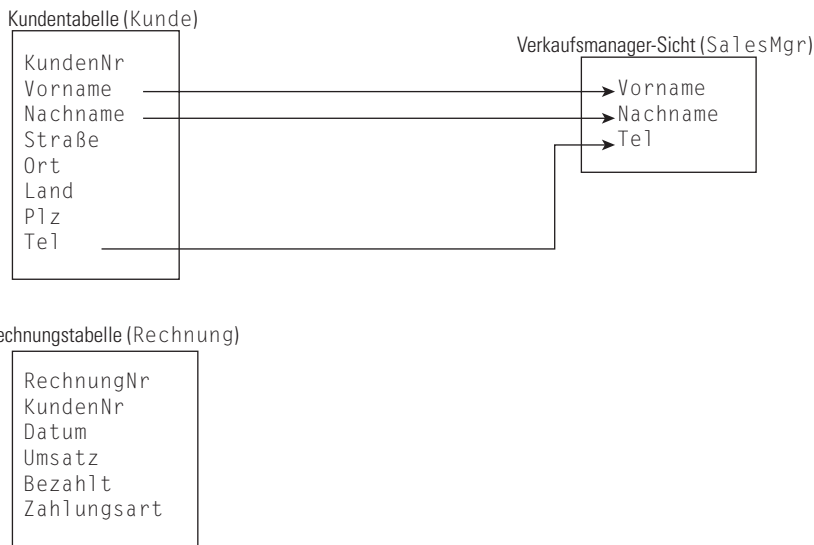 Kundentabelle (Kunde)
KundenNr
Vorname
Nachname
Straße
Ort
Land
Plz
Tel
Verkaufsmanager-Sicht (SalesMgr)
Vorname
Nachname
Tel
echnungstabelle (Rechnung)
RechnungNr
KundenNr
Datum
Umsatz
Bezahlt
Zahlungsart